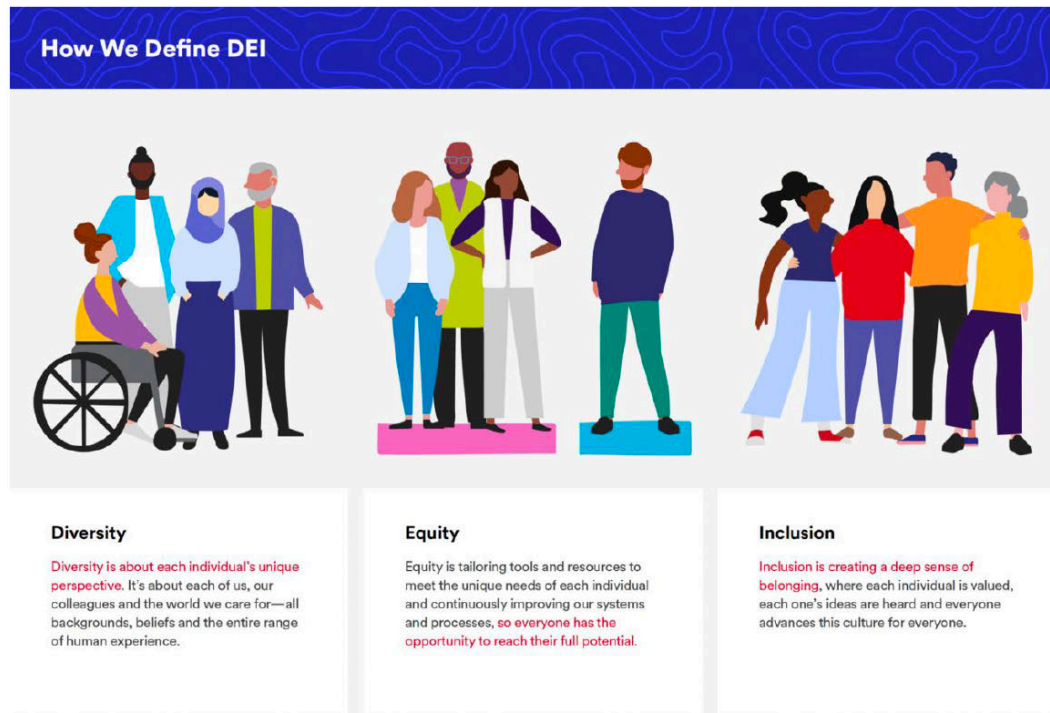 How We Define DEI
Diversity
Diversity is about each individual's unique
perspective. It's about each of us, our
colleagues and the world we care for—all
backgrounds, beliefs and the entire range
of human experience.
Equity
Equity is tailoring tools and resources to
meet the unique needs of each individual
and continuously improving our systems
and processes, so everyone has the
opportunity to reach their full potential.
Inclusion
Inclusion is creating a deep sense of
belonging, where each individual is valued,
each one's ideas are heard and everyone
advances this culture for everyone.